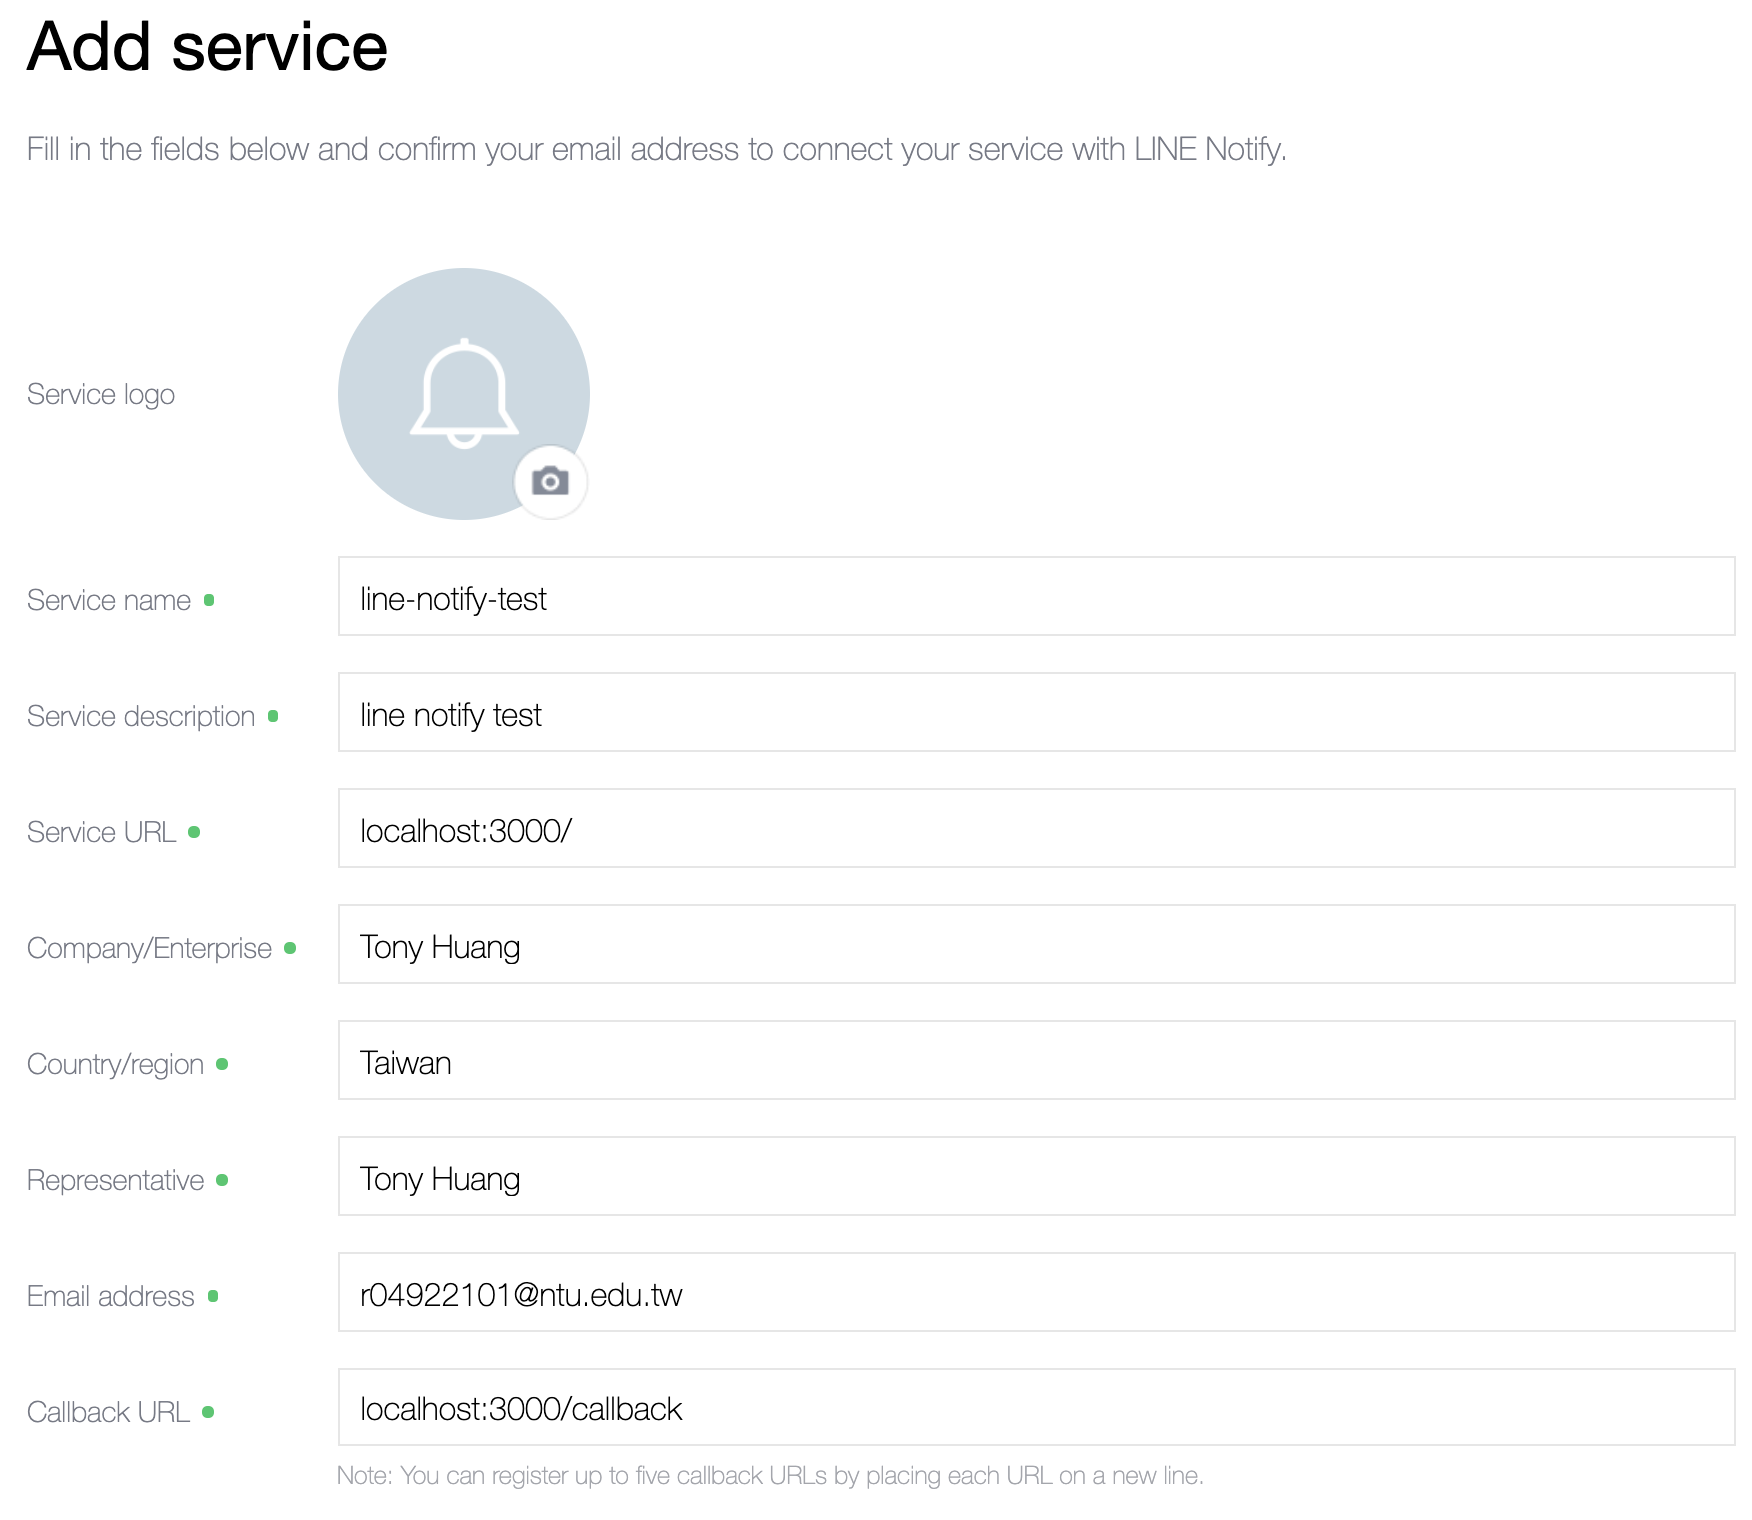 Add service
Fill in the fields below and confirm your email address to connect your service with LINE Notify.
Service logo
Service name
line-notify-test
Service description
line notify test
Service URL
localhost:3000/
Company/Enterprise
Tony Huang
Country/region
Taiwan
Representative
Tony Huang
Email address
r04922101@ntu.edu.tw
Callback URL
localhost:3000/callback
Note: You can register up to five callback URLs by placing each URL on a new line.